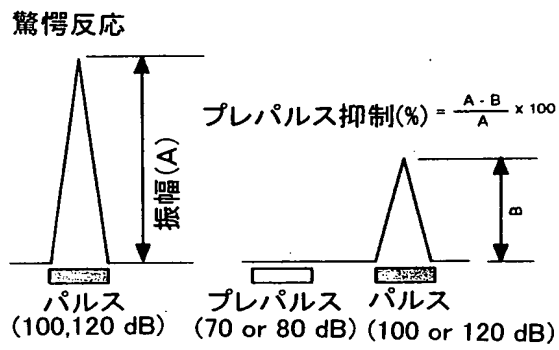 驚愕反応
振幅(A)
プレパルス抑制(%) = A - B / A x 100
B
パルス
(100,120 dB)
プレパルス
(70 or 80 dB)
パルス
(100 or 120 dB)